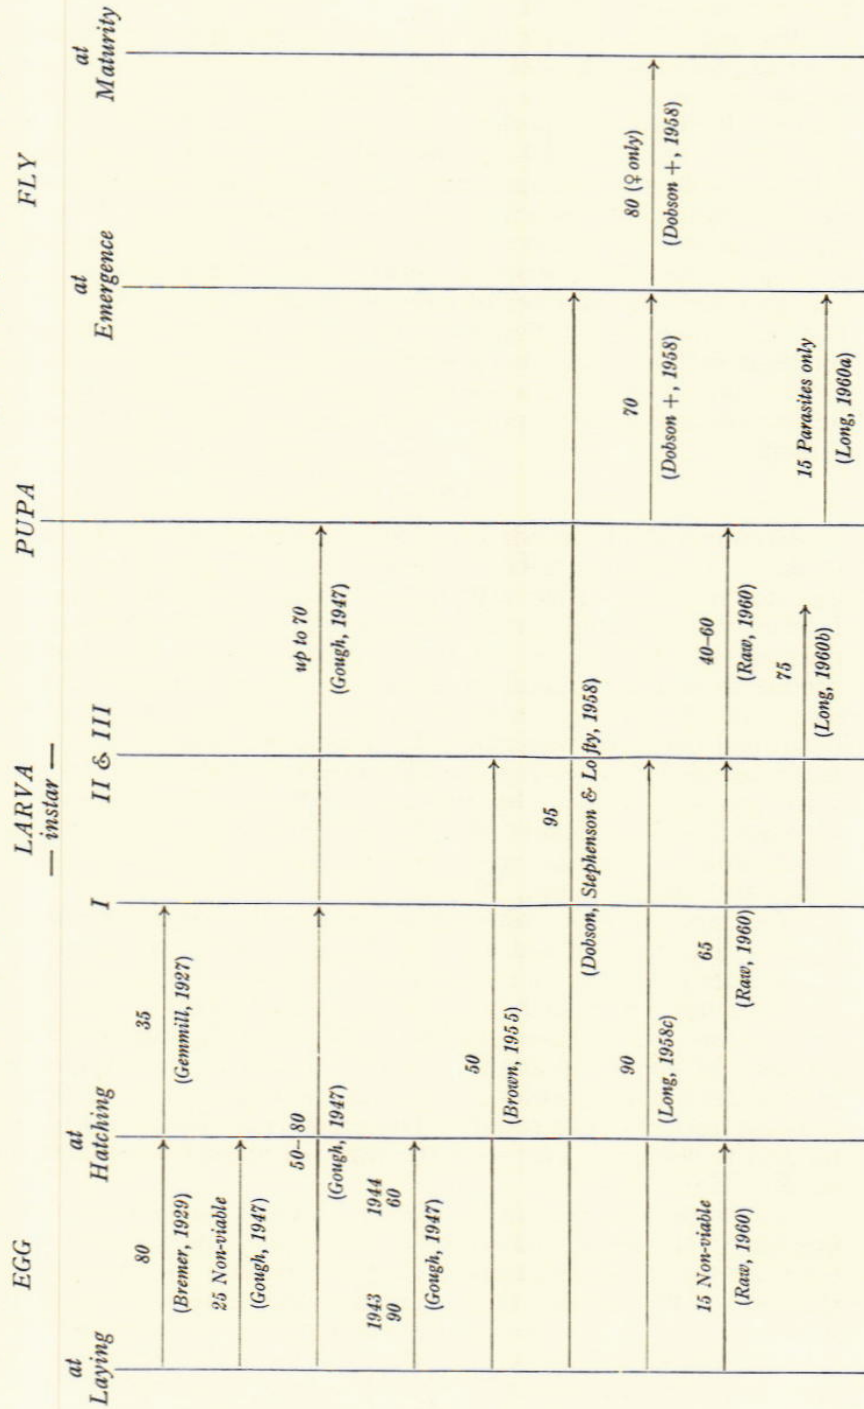 EGG
LARVA
— instar —
PUPA
FLY
at
Laying
at
Hatching
I
II & III
at
Emergence
at
Maturity
80
(Bremer, 1929)
35
(Gemmill, 1927)
25 Non-viable
(Gough, 1947)
50–80
(Gough, 1947)
up to 70
(Gough, 1947)
1943
90
1944
60
(Gough, 1947)
50
(Brown, 1955)
95
(Dobson, Stephenson & Lofty, 1958)
90
(Long, 1958c)
70
(Dobson +, 1958)
80 (♀ only)
(Dobson +, 1958)
15 Non-viable
(Raw, 1960)
65
(Raw, 1960)
40–60
(Raw, 1960)
75
(Long, 1960b)
15 Parasites only
(Long, 1960a)